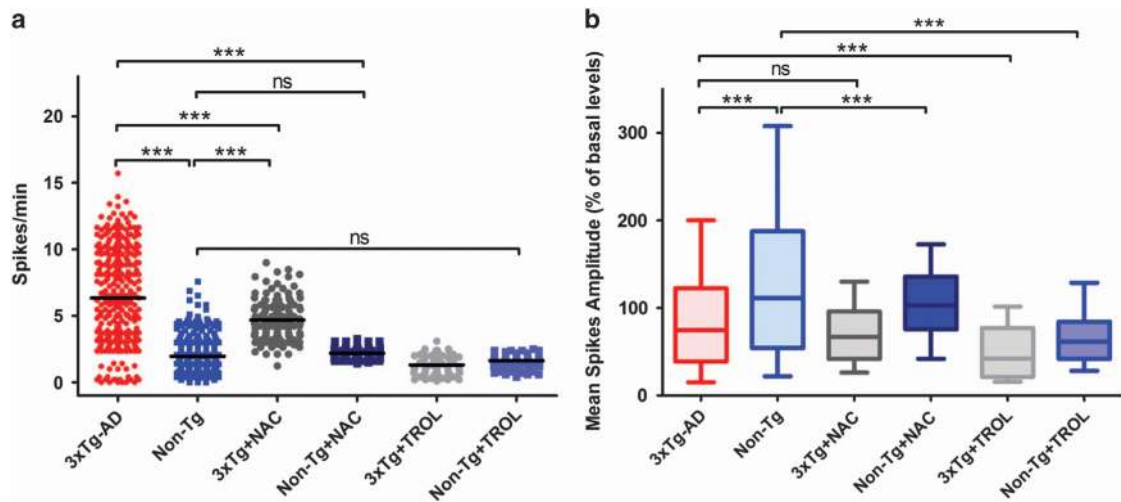 a
***
ns
***
*** ***
ns
Spikes/min
20
15
10
5
0
3xTg-AD
Non-Tg
3xTg+NAC
Non-Tg+NAC
3xTg+TROL
Non-Tg+TROL
b
***
***
ns
*** ***
Mean Spikes Amplitude (% of basal levels)
300
200
100
0
3xTg-AD
Non-Tg
3xTg+NAC
Non-Tg+NAC
3xTg+TROL
Non-Tg+TROL